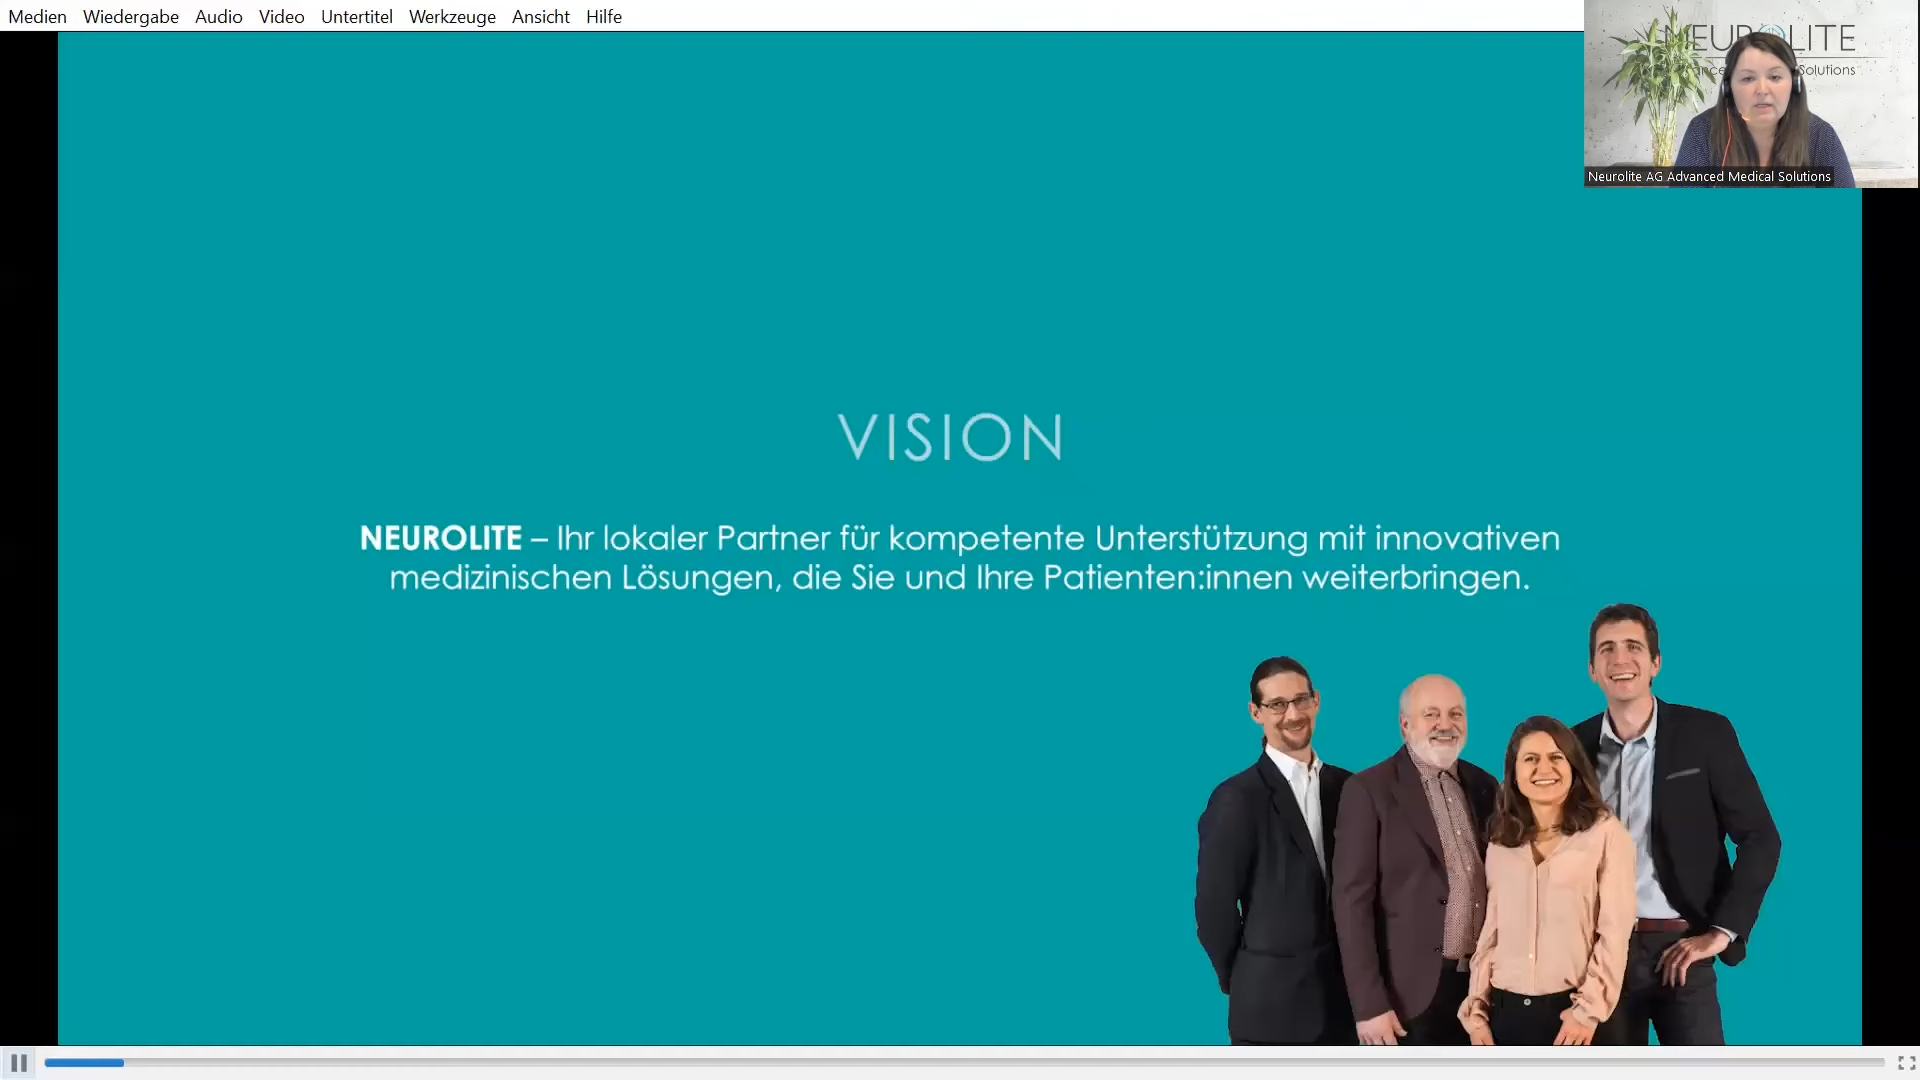 Medien Wiedergabe Audio Video Untertitel Werkzeuge Ansicht Hilfe
NEUROLITE
Solutions
Neurolite AG Advanced Medical Solutions
VISION
NEUROLITE – Ihr lokaler Partner für kompetente Unterstützung mit innovativen
medizinischen Lösungen, die Sie und Ihre Patienten:innen weiterbringen.